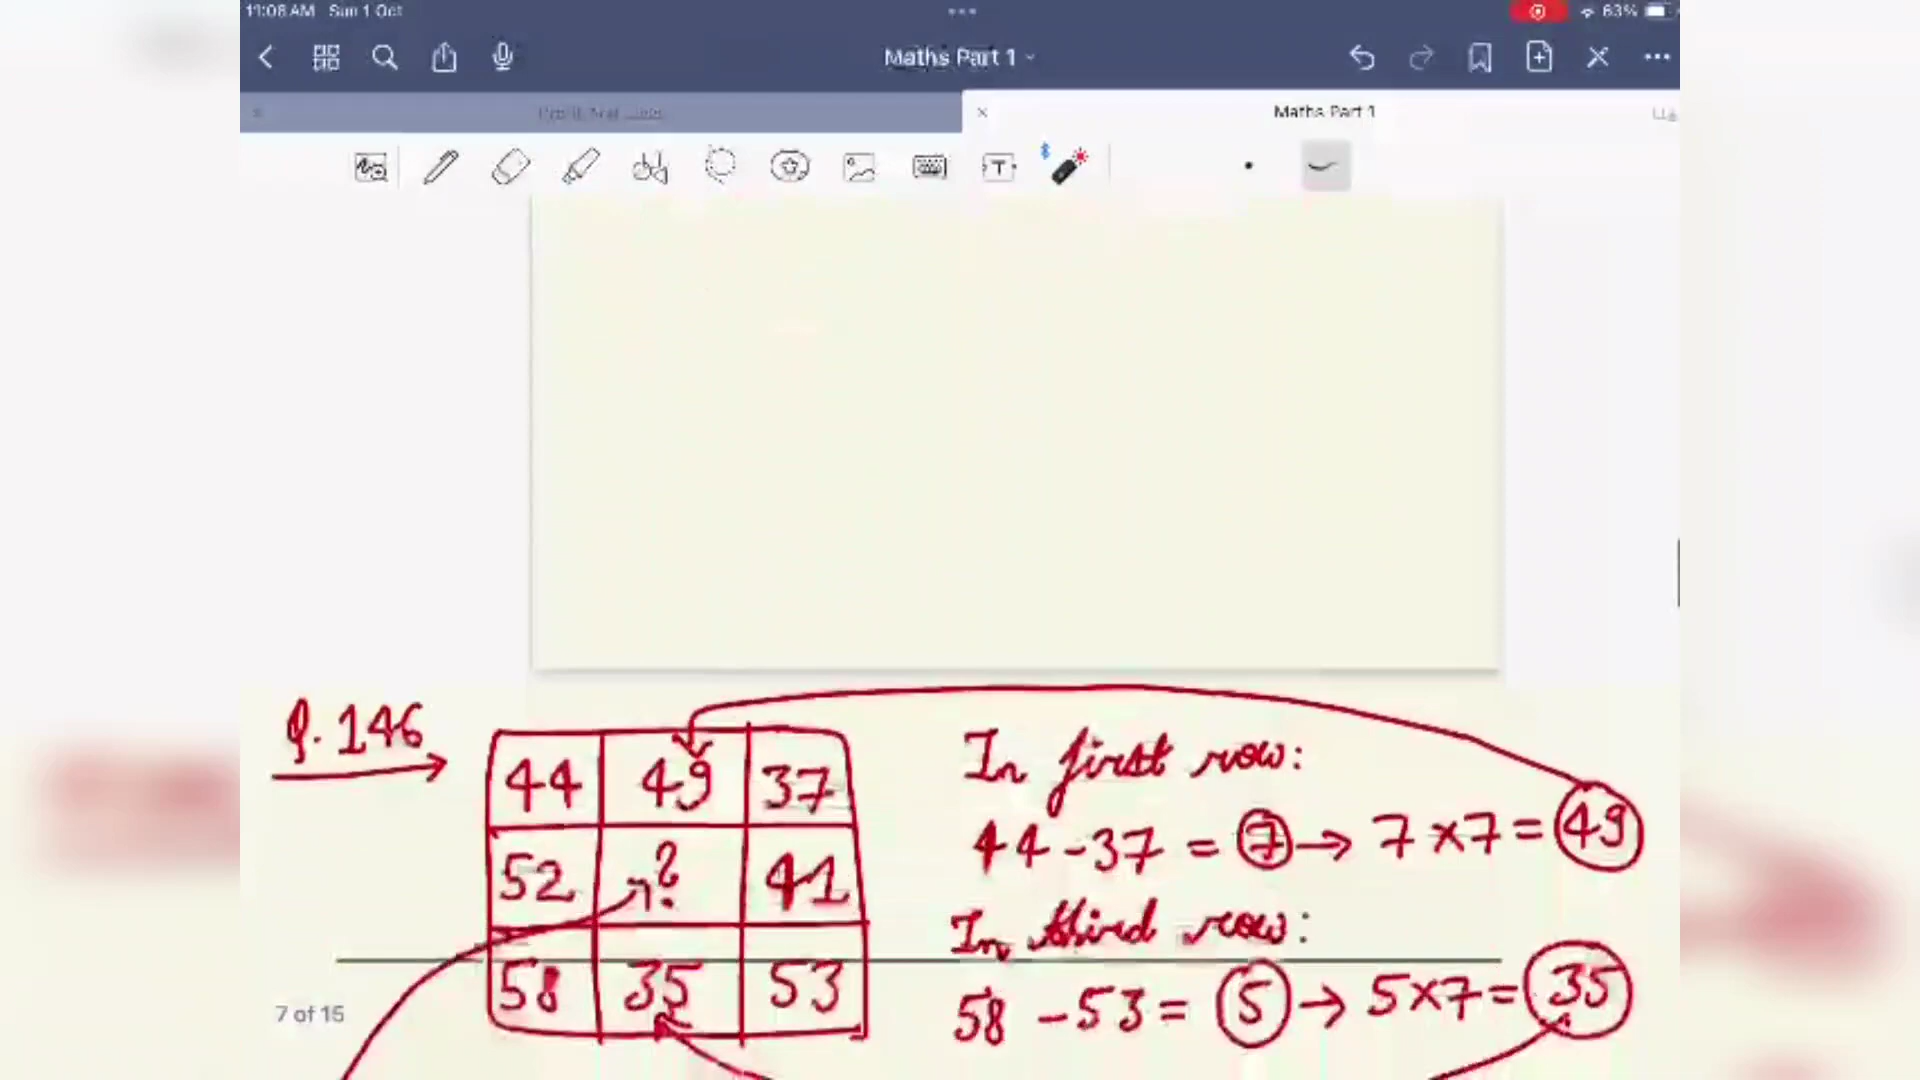 11:08 AM Sun 1 Oct
63%
Maths Part 1
Maths Part 1
T
Q. 146
44 49 37
52 ? 41
58 35 53
In first row:
44 - 37 = 7 → 7 × 7 = 49
In third row:
58 - 53 = 5 → 5 × 7 = 35
7 of 15